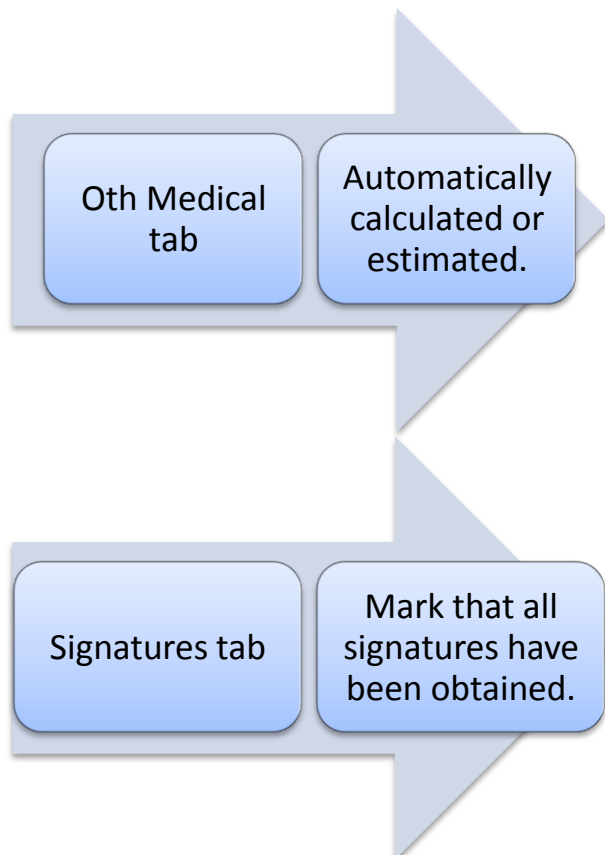 Oth Medical
tab
Automatically
calculated or
estimated.
Signatures tab
Mark that all
signatures have
been obtained.